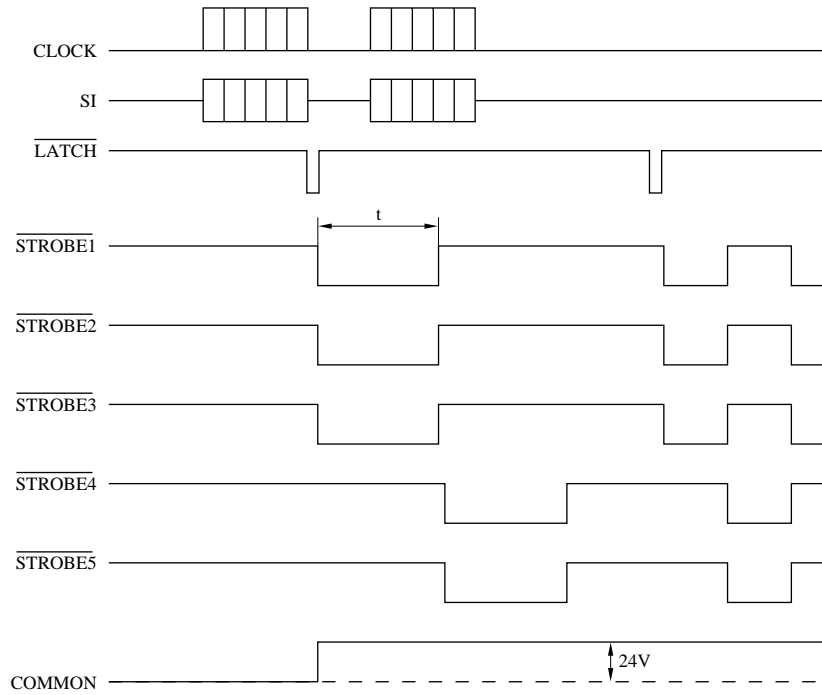 CLOCK
SI
LATCH
t
STROBE1
STROBE2
STROBE3
STROBE4
STROBE5
24V
COMMON